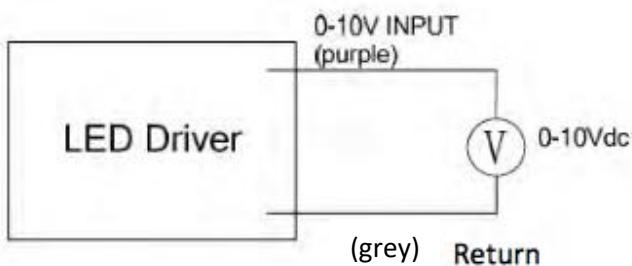 0-10V INPUT
(purple)
LED Driver
V
0-10Vdc
(grey) Return